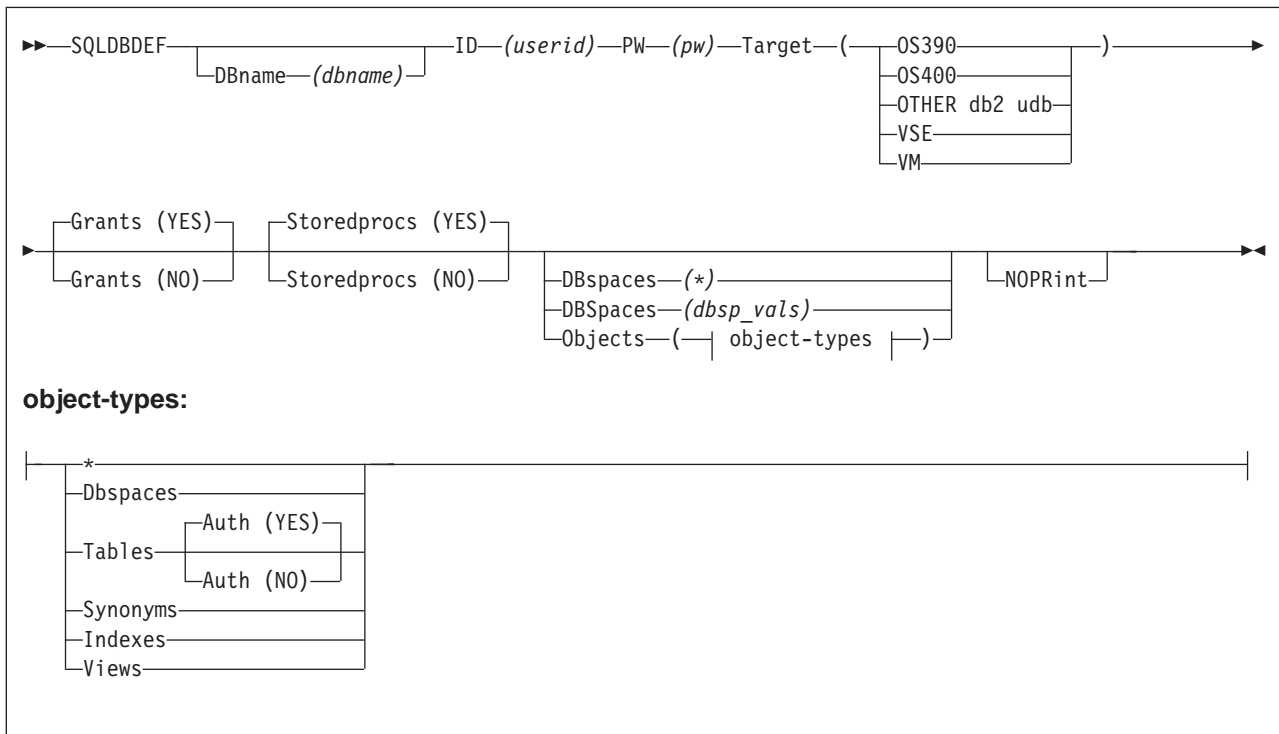 SQLDBDEF ID (userid) PW (pw) Target ( OS390 )
DBname (dbname) OS400
OTHER db2 udb
VSE
VM
Grants (YES) Storedprocs (YES)
Grants (NO) Storedprocs (NO) DBspaces (*) NOPRint
DBSpaces (dbsp_vals)
Objects ( object-types )
object-types:
*
Dbspaces
Auth (YES)
Tables
Auth (NO)
Synonyms
Indexes
Views